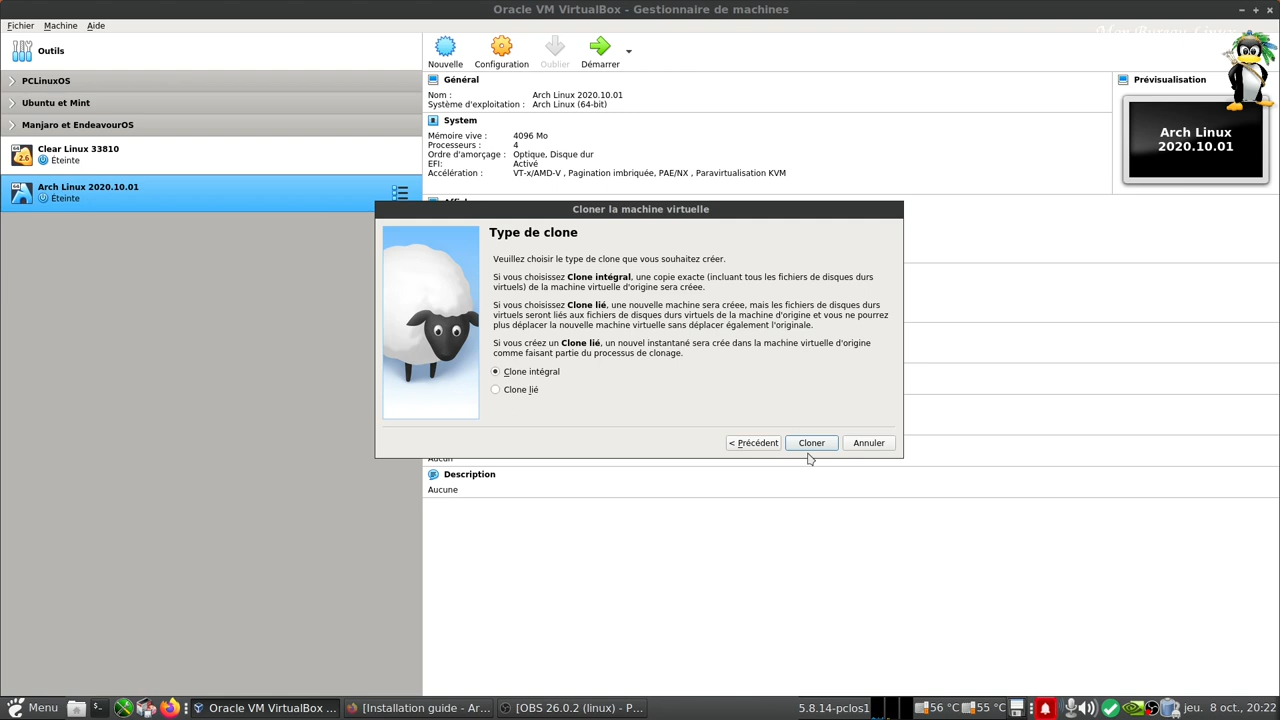 Oracle VM VirtualBox - Gestionnaire de machines
Fichier Machine Aide
Outils
Nouvelle Configuration Oublier Démarrer
PCLinuxOS
Ubuntu et Mint
Manjaro et EndeavourOS
Clear Linux 33810
Éteinte
Arch Linux 2020.10.01
Éteinte
Général
Nom : Arch Linux 2020.10.01
Système d'exploitation : Arch Linux (64-bit)
System
Mémoire vive : 4096 Mo
Processeurs : 4
Ordre d'amorçage : Optique, Disque dur
EFI: Activé
Accélération : VT-x/AMD-V , Pagination imbriquée, PAE/NX , Paravirtualisation KVM
Prévisualisation
Arch Linux
2020.10.01
Cloner la machine virtuelle
Type de clone
Veuillez choisir le type de clone que vous souhaitez créer.
Si vous choisissez Clone intégral, une copie exacte (incluant tous les fichiers de disques durs
virtuels) de la machine virtuelle d'origine sera créee.
Si vous choisissez Clone lié, une nouvelle machine sera créee, mais les fichiers de disques durs
virtuels seront liés aux fichiers de disques durs virtuels de la machine d'origine et vous ne pourrez
plus déplacer la nouvelle machine virtuelle sans déplacer également l'originale.
Si vous créez un Clone lié, un nouvel instantané sera crée dans la machine virtuelle d'origine
comme faisant partie du processus de clonage.
Clone intégral
Clone lié
< Précédent Cloner Annuler
Aucun
Description
Aucune
Menu Oracle VM VirtualBox ... [Installation guide - Ar... [OBS 26.0.2 (linux) - P... 5.8.14-pclos1 56 °C 55 °C jeu. 8 oct., 20:22